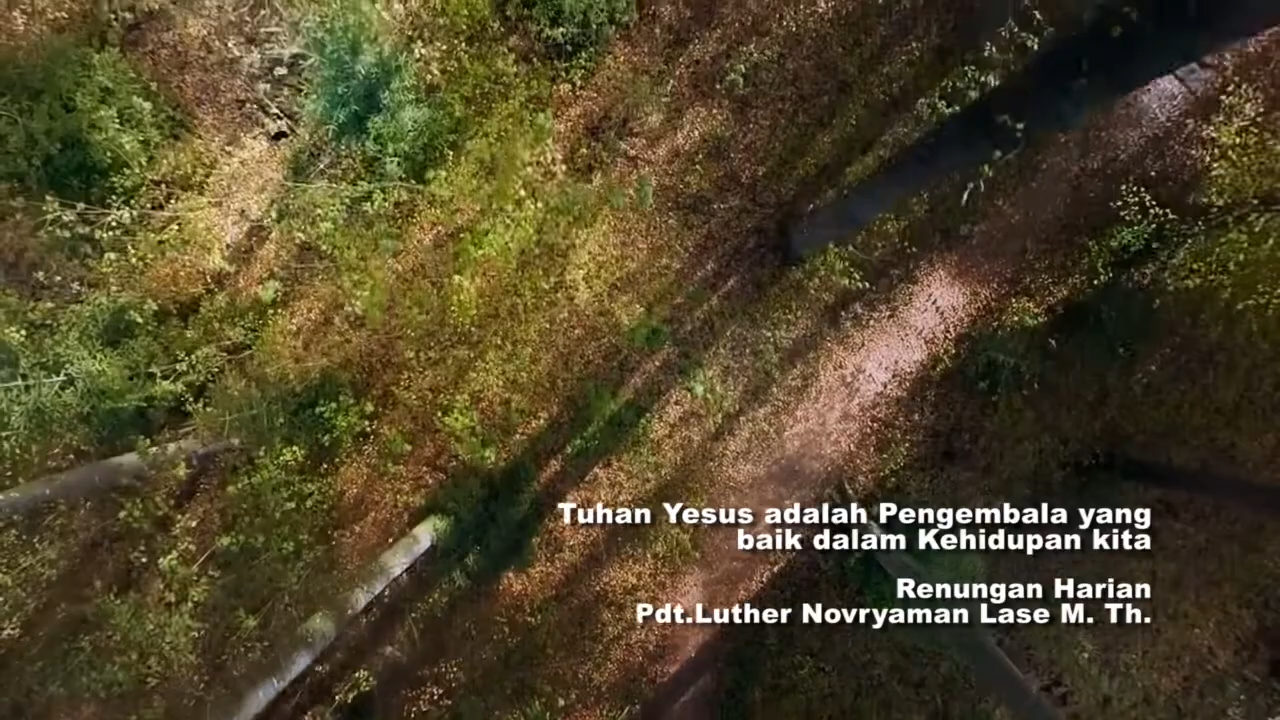 Tuhan Yesus adalah Pengembala yang
baik dalam Kehidupan kita
Renungan Harian
Pdt.Luther Novryaman Lase M. Th.